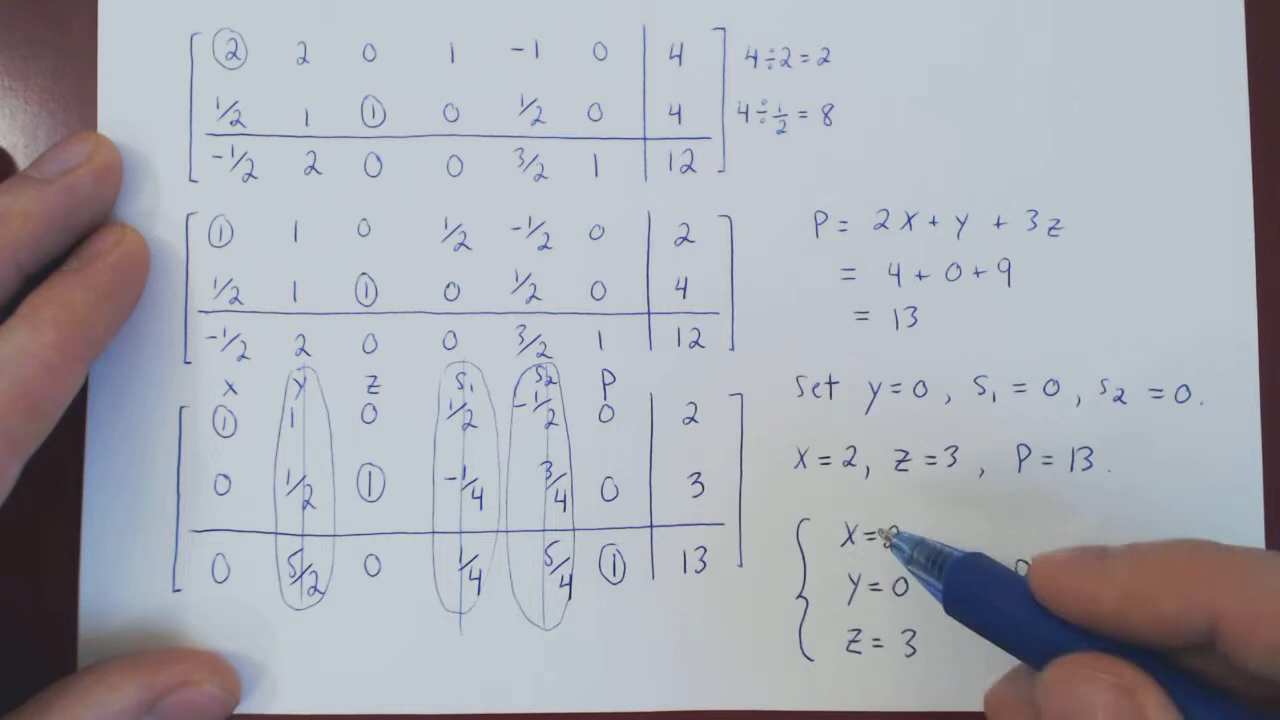 2 2 0 1 -1 0 4 4÷2=2
1/2 1 1 0 1/2 0 4 4÷1/2=8
-1/2 2 0 0 3/2 1 12
1 1 0 1/2 -1/2 0 2
1/2 1 1 0 1/2 0 4
-1/2 2 0 0 3/2 1 12
x y z s₁ s₂ P
1 1 0 1/2 -1/2 0 2
0 1/2 1 -1/4 3/4 0 3
0 5/2 0 1/4 5/4 1 13
P = 2x + y + 3z
= 4 + 0 + 9
= 13
Set y=0, s₁=0, s₂=0.
x=2, z=3, P=13.
x=
y=0
z=3